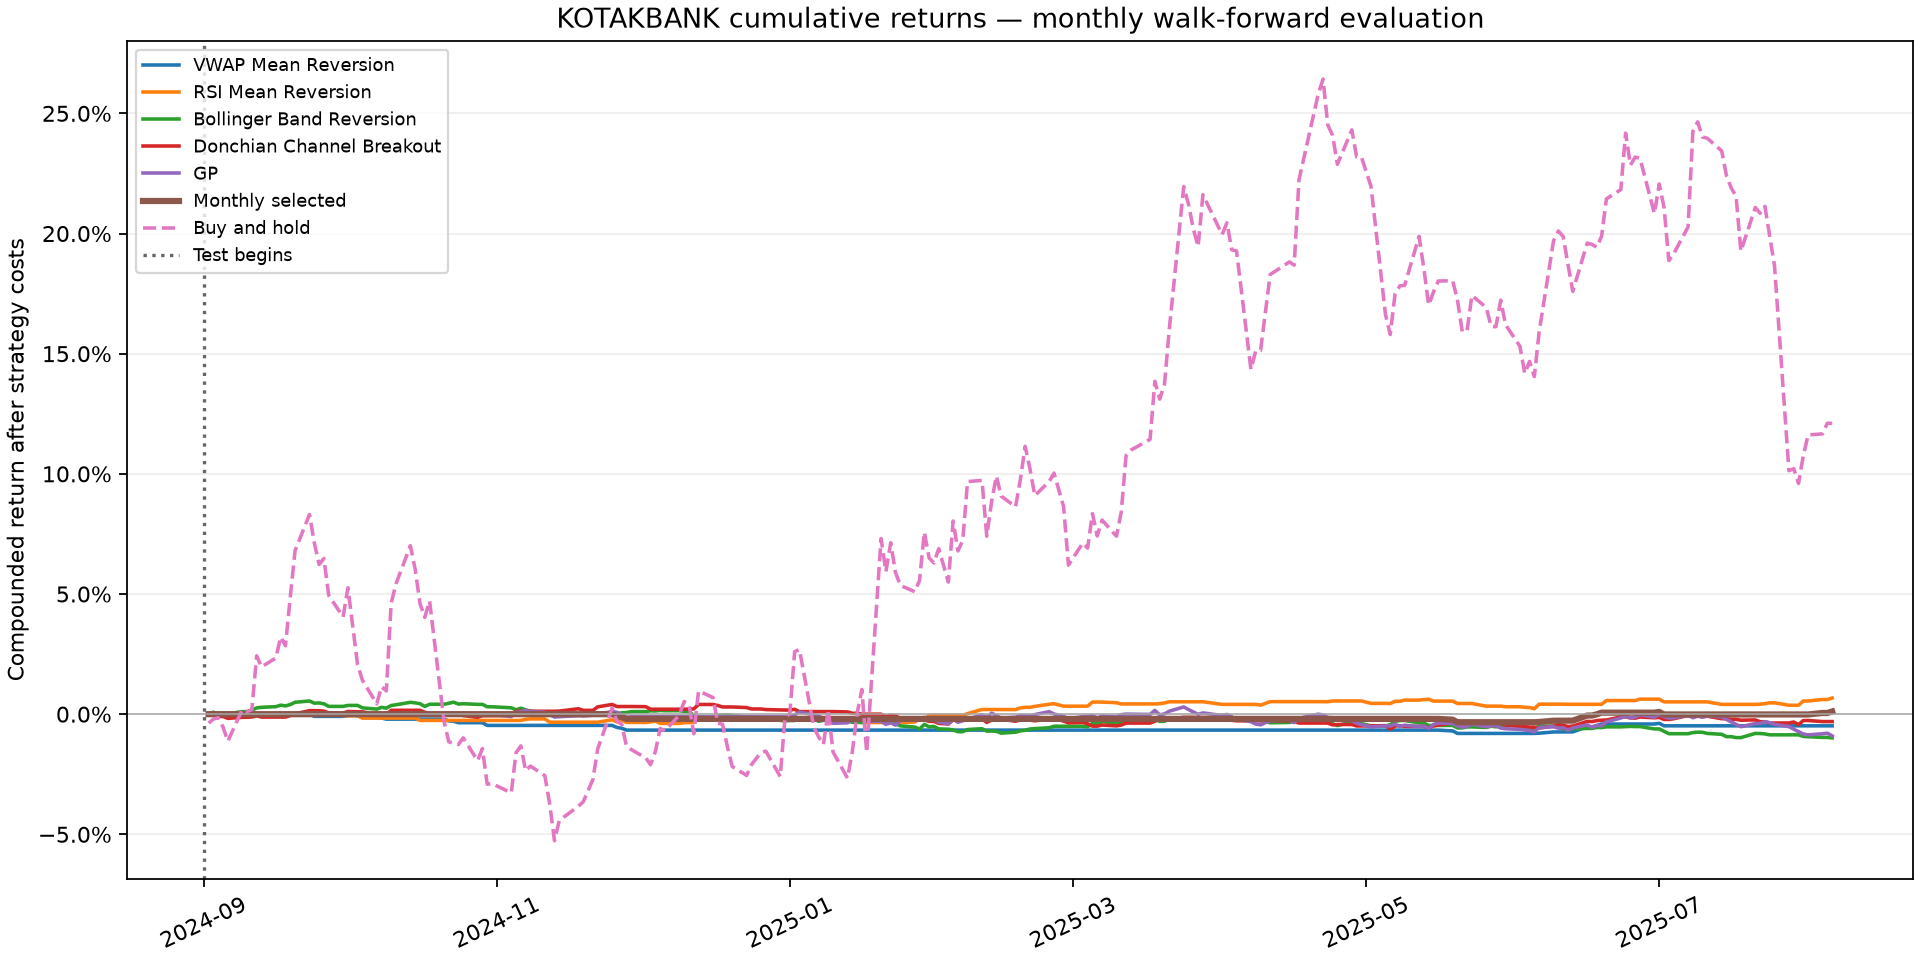 KOTAKBANK cumulative returns — monthly walk-forward evaluation
VWAP Mean Reversion
RSI Mean Reversion
Bollinger Band Reversion
Donchian Channel Breakout
GP
Monthly selected
Buy and hold
Test begins
Compounded return after strategy costs
25.0%
20.0%
15.0%
10.0%
5.0%
0.0%
−5.0%
2024-09
2024-11
2025-01
2025-03
2025-05
2025-07